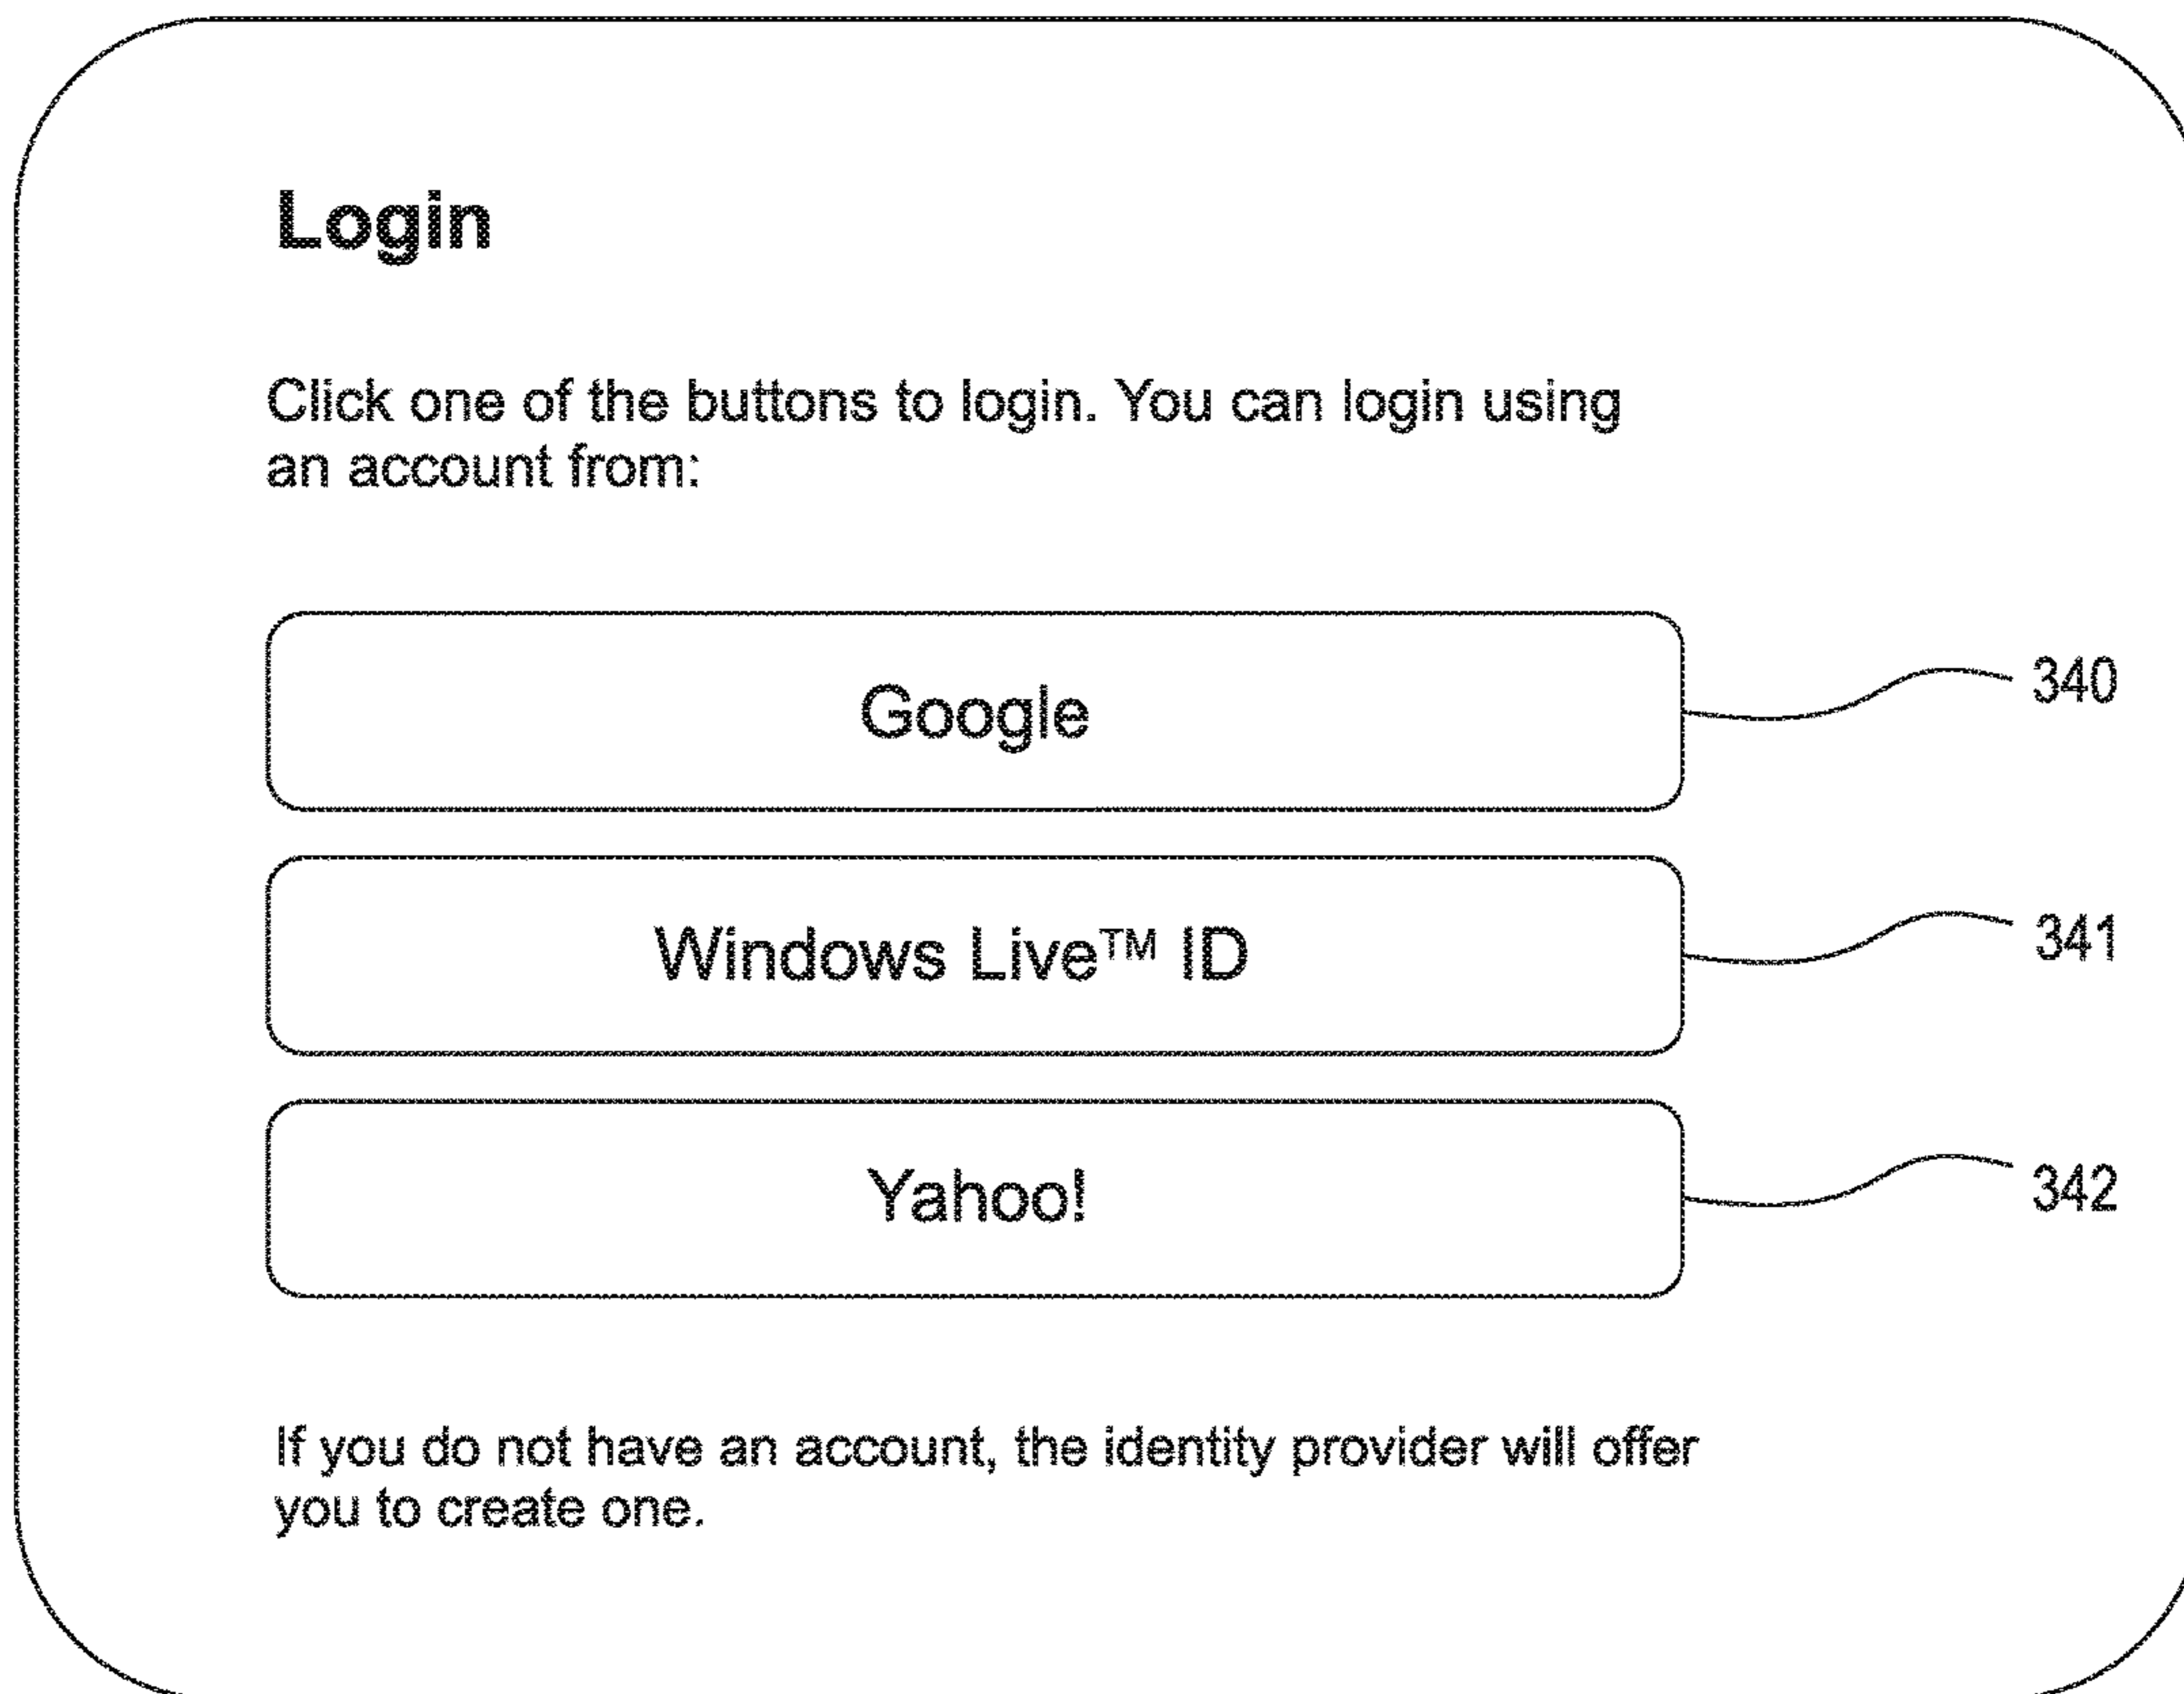 Login
Click one of the buttons to login. You can login using
an account from:
Google
340
Windows Live™ ID
341
Yahoo!
342
If you do not have an account, the identity provider will offer
you to create one.